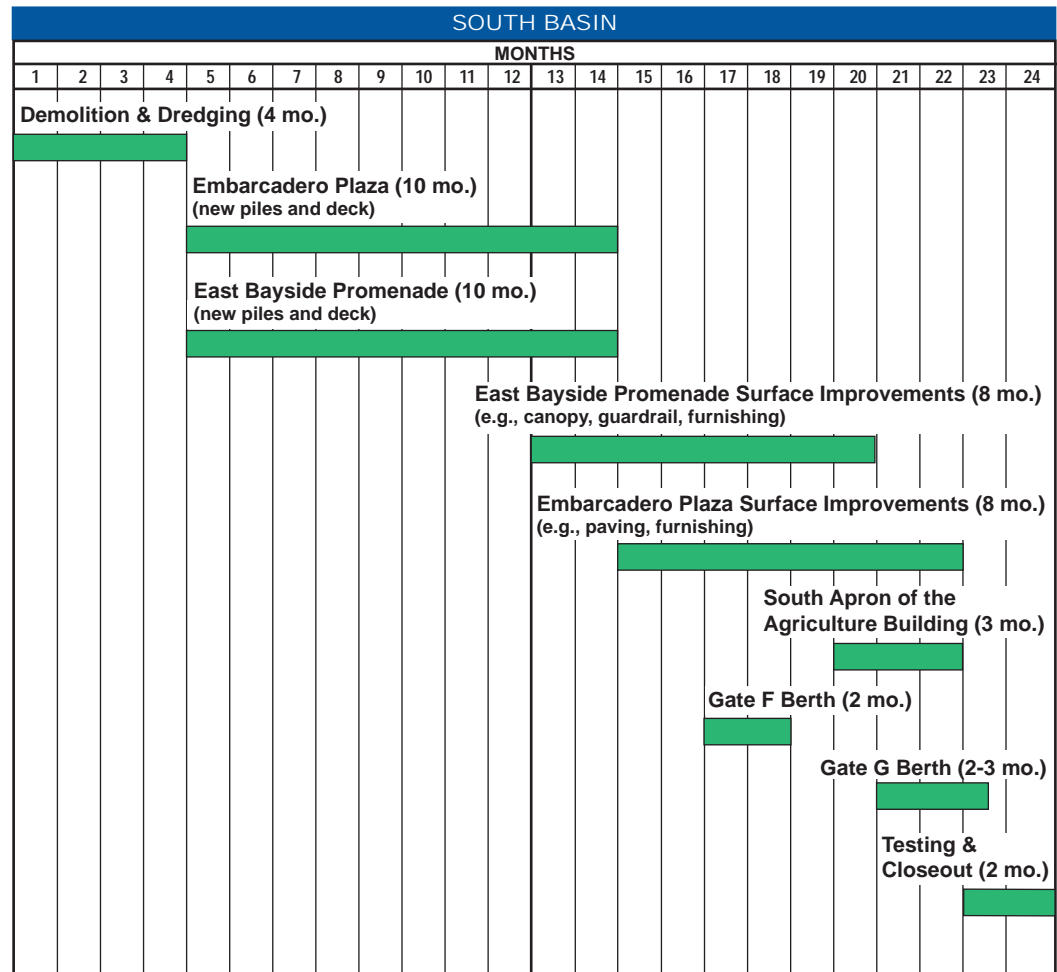 SOUTH BASIN
MONTHS
1 2 3 4 5 6 7 8 9 10 11 12 13 14 15 16 17 18 19 20 21 22 23 24
Demolition & Dredging (4 mo.)
Embarcadero Plaza (10 mo.)
(new piles and deck)
East Bayside Promenade (10 mo.)
(new piles and deck)
East Bayside Promenade Surface Improvements (8 mo.)
(e.g., canopy, guardrail, furnishing)
Embarcadero Plaza Surface Improvements (8 mo.)
(e.g., paving, furnishing)
South Apron of the
Agriculture Building (3 mo.)
Gate F Berth (2 mo.)
Gate G Berth (2-3 mo.)
Testing &
Closeout (2 mo.)